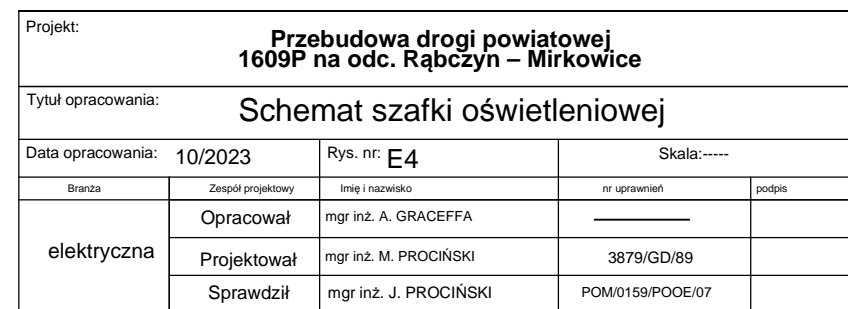 Projekt:
Przebudowa drogi powiatowej
1609P na odc. Rąbczyn – Mirkowice
Tytuł opracowania:
Schemat szafki oświetleniowej
Data opracowania: 10/2023 Rys. nr: E4 Skala:-----
Branża Zespół projektowy Imię i nazwisko nr uprawnień podpis
elektryczna
Opracował mgr inż. A. GRACEFFA
Projektował mgr inż. M. PROCIŃSKI 3879/GD/89
Sprawdził mgr inż. J. PROCIŃSKI POM/0159/POOE/07